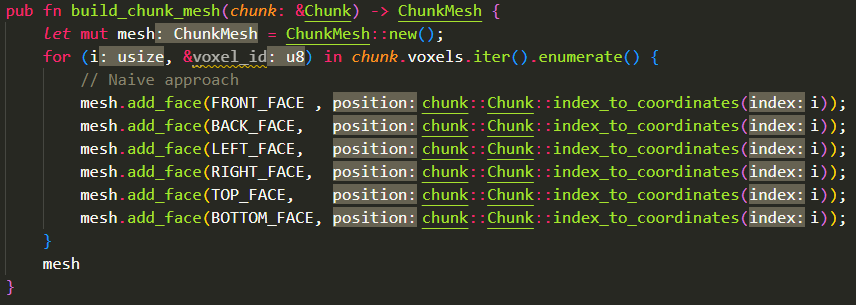 pub fn build_chunk_mesh(chunk: &Chunk) -> ChunkMesh {
    let mut mesh: ChunkMesh = ChunkMesh::new();
    for (i: usize, &voxel_id: u8) in chunk.voxels.iter().enumerate() {
        // Naive approach
        mesh.add_face(FRONT_FACE , position: chunk::Chunk::index_to_coordinates(index: i));
        mesh.add_face(BACK_FACE,  position: chunk::Chunk::index_to_coordinates(index: i));
        mesh.add_face(LEFT_FACE,  position: chunk::Chunk::index_to_coordinates(index: i));
        mesh.add_face(RIGHT_FACE, position: chunk::Chunk::index_to_coordinates(index: i));
        mesh.add_face(TOP_FACE,   position: chunk::Chunk::index_to_coordinates(index: i));
        mesh.add_face(BOTTOM_FACE, position: chunk::Chunk::index_to_coordinates(index: i));
    }
    mesh
}